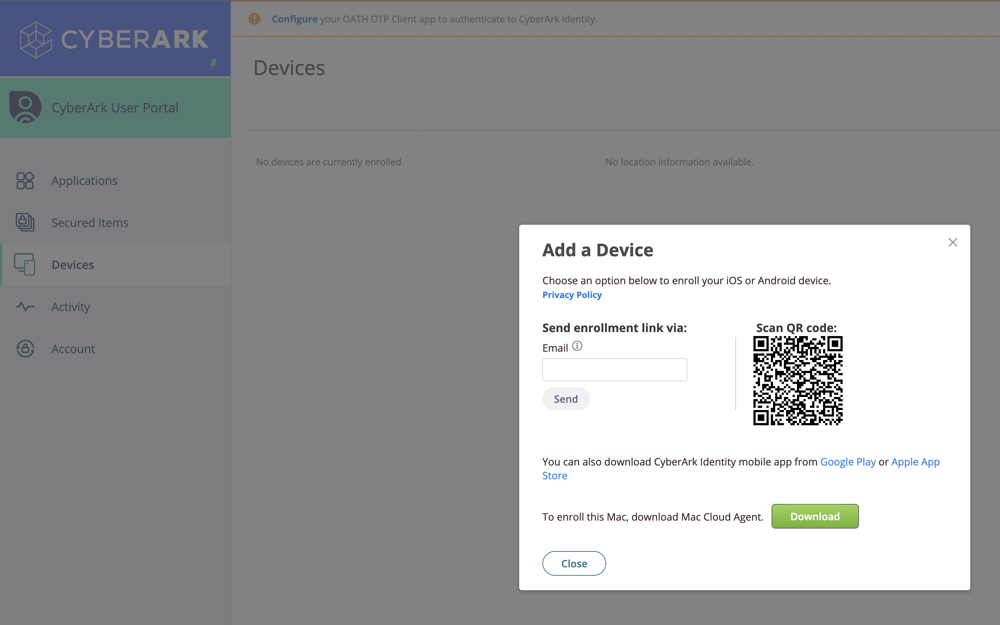 CYBERARK
CyberArk User Portal
Applications
Secured Items
Devices
Activity
Account
Configure your OATH OTP Client app to authenticate to CyberArk Identity.
Devices
No devices are currently enrolled.
No location information available.
Add a Device
Choose an option below to enroll your iOS or Android device.
Privacy Policy
Send enrollment link via:
Email
Send
Scan QR code:
You can also download CyberArk Identity mobile app from Google Play or Apple App
Store
To enroll this Mac, download Mac Cloud Agent.
Download
Close